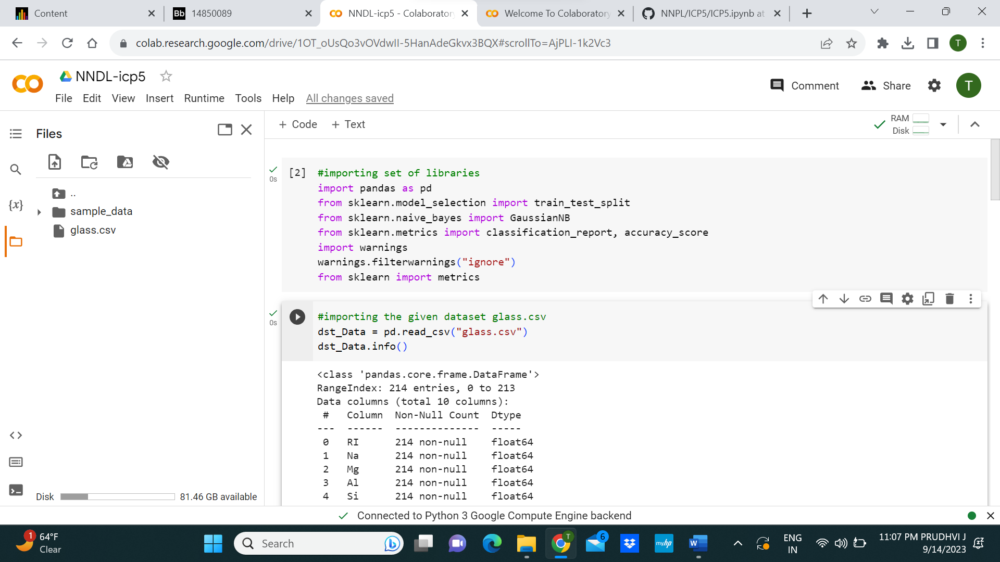 Content
Bb 14850089
NNDL-icp5 - Colaboratory
Welcome To Colaboratory
NNPL/ICP5/ICP5.ipynb at
colab.research.google.com/drive/1OT_oUsQo3vOVdwII-5HanAdeGkvx3BQX#scrollTo=AjPLI-1k2Vc3
T
NNDL-icp5
Comment
Share
T
File Edit View Insert Runtime Tools Help All changes saved
Files
+ Code + Text
RAM
Disk
..
sample_data
glass.csv
{x}
0s
[2]
#importing set of libraries
import pandas as pd
from sklearn.model_selection import train_test_split
from sklearn.naive_bayes import GaussianNB
from sklearn.metrics import classification_report, accuracy_score
import warnings
warnings.filterwarnings("ignore")
from sklearn import metrics
0s
#importing the given dataset glass.csv
dst_Data = pd.read_csv("glass.csv")
dst_Data.info()
<class 'pandas.core.frame.DataFrame'>
RangeIndex: 214 entries, 0 to 213
Data columns (total 10 columns):
 #   Column  Non-Null Count  Dtype
---  ------  --------------  -----
 0   RI      214 non-null    float64
 1   Na      214 non-null    float64
 2   Mg      214 non-null    float64
 3   Al      214 non-null    float64
 4   Si      214 non-null    float64
Disk 81.46 GB available
Connected to Python 3 Google Compute Engine backend
1
64°F
Clear
Search
T
6
myhp
W
ENG
IN
11:07 PM PRUDHVI J
9/14/2023